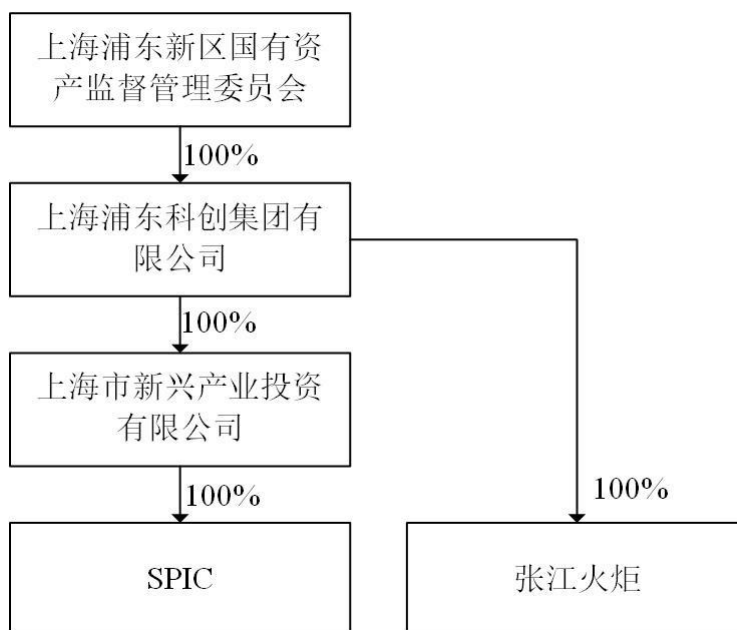 上海浦东新区国有资
产监督管理委员会
100%
上海浦东科创集团有
限公司
100%
上海市新兴产业投资
有限公司
100%
100%
SPIC
张江火炬